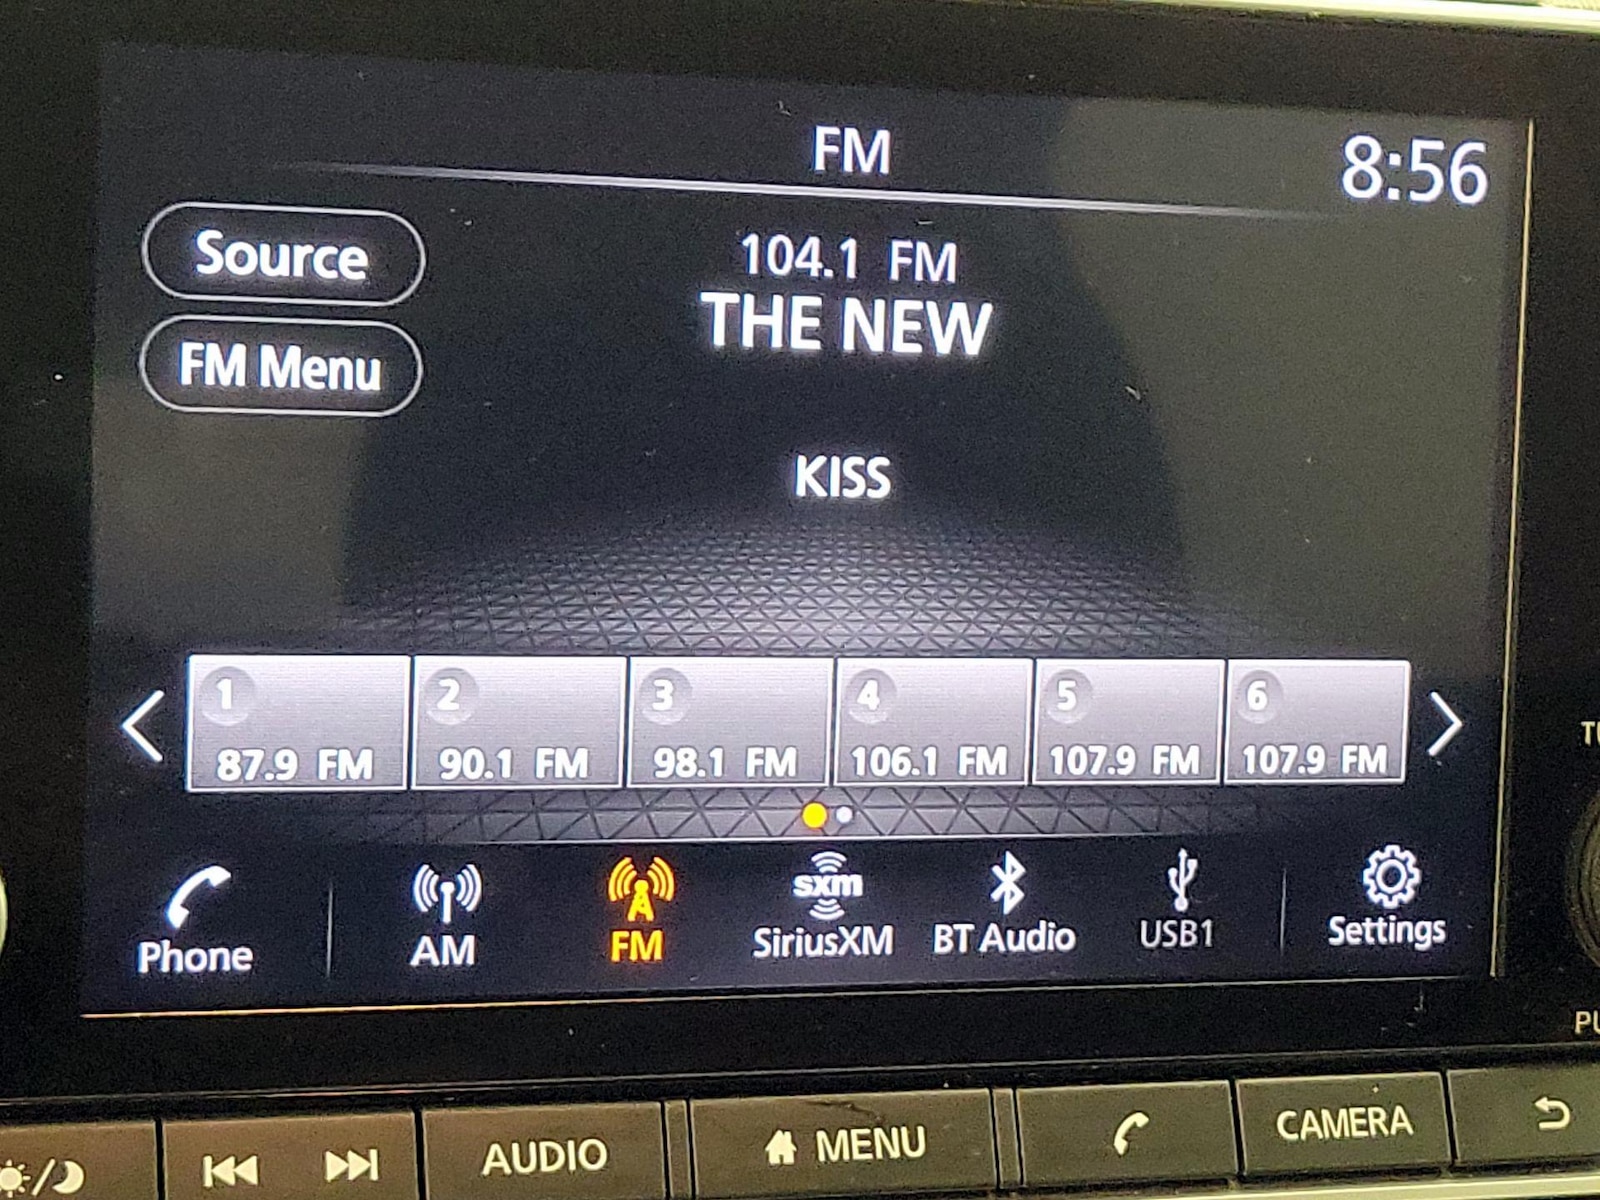 FM
8:56
Source
104.1 FM
THE NEW
FM Menu
KISS
1 2 3 4 5 6
87.9 FM 90.1 FM 98.1 FM 106.1 FM 107.9 FM 107.9 FM
sxm
Phone AM FM SiriusXM BT Audio USB1 Settings
AUDIO MENU CAMERA